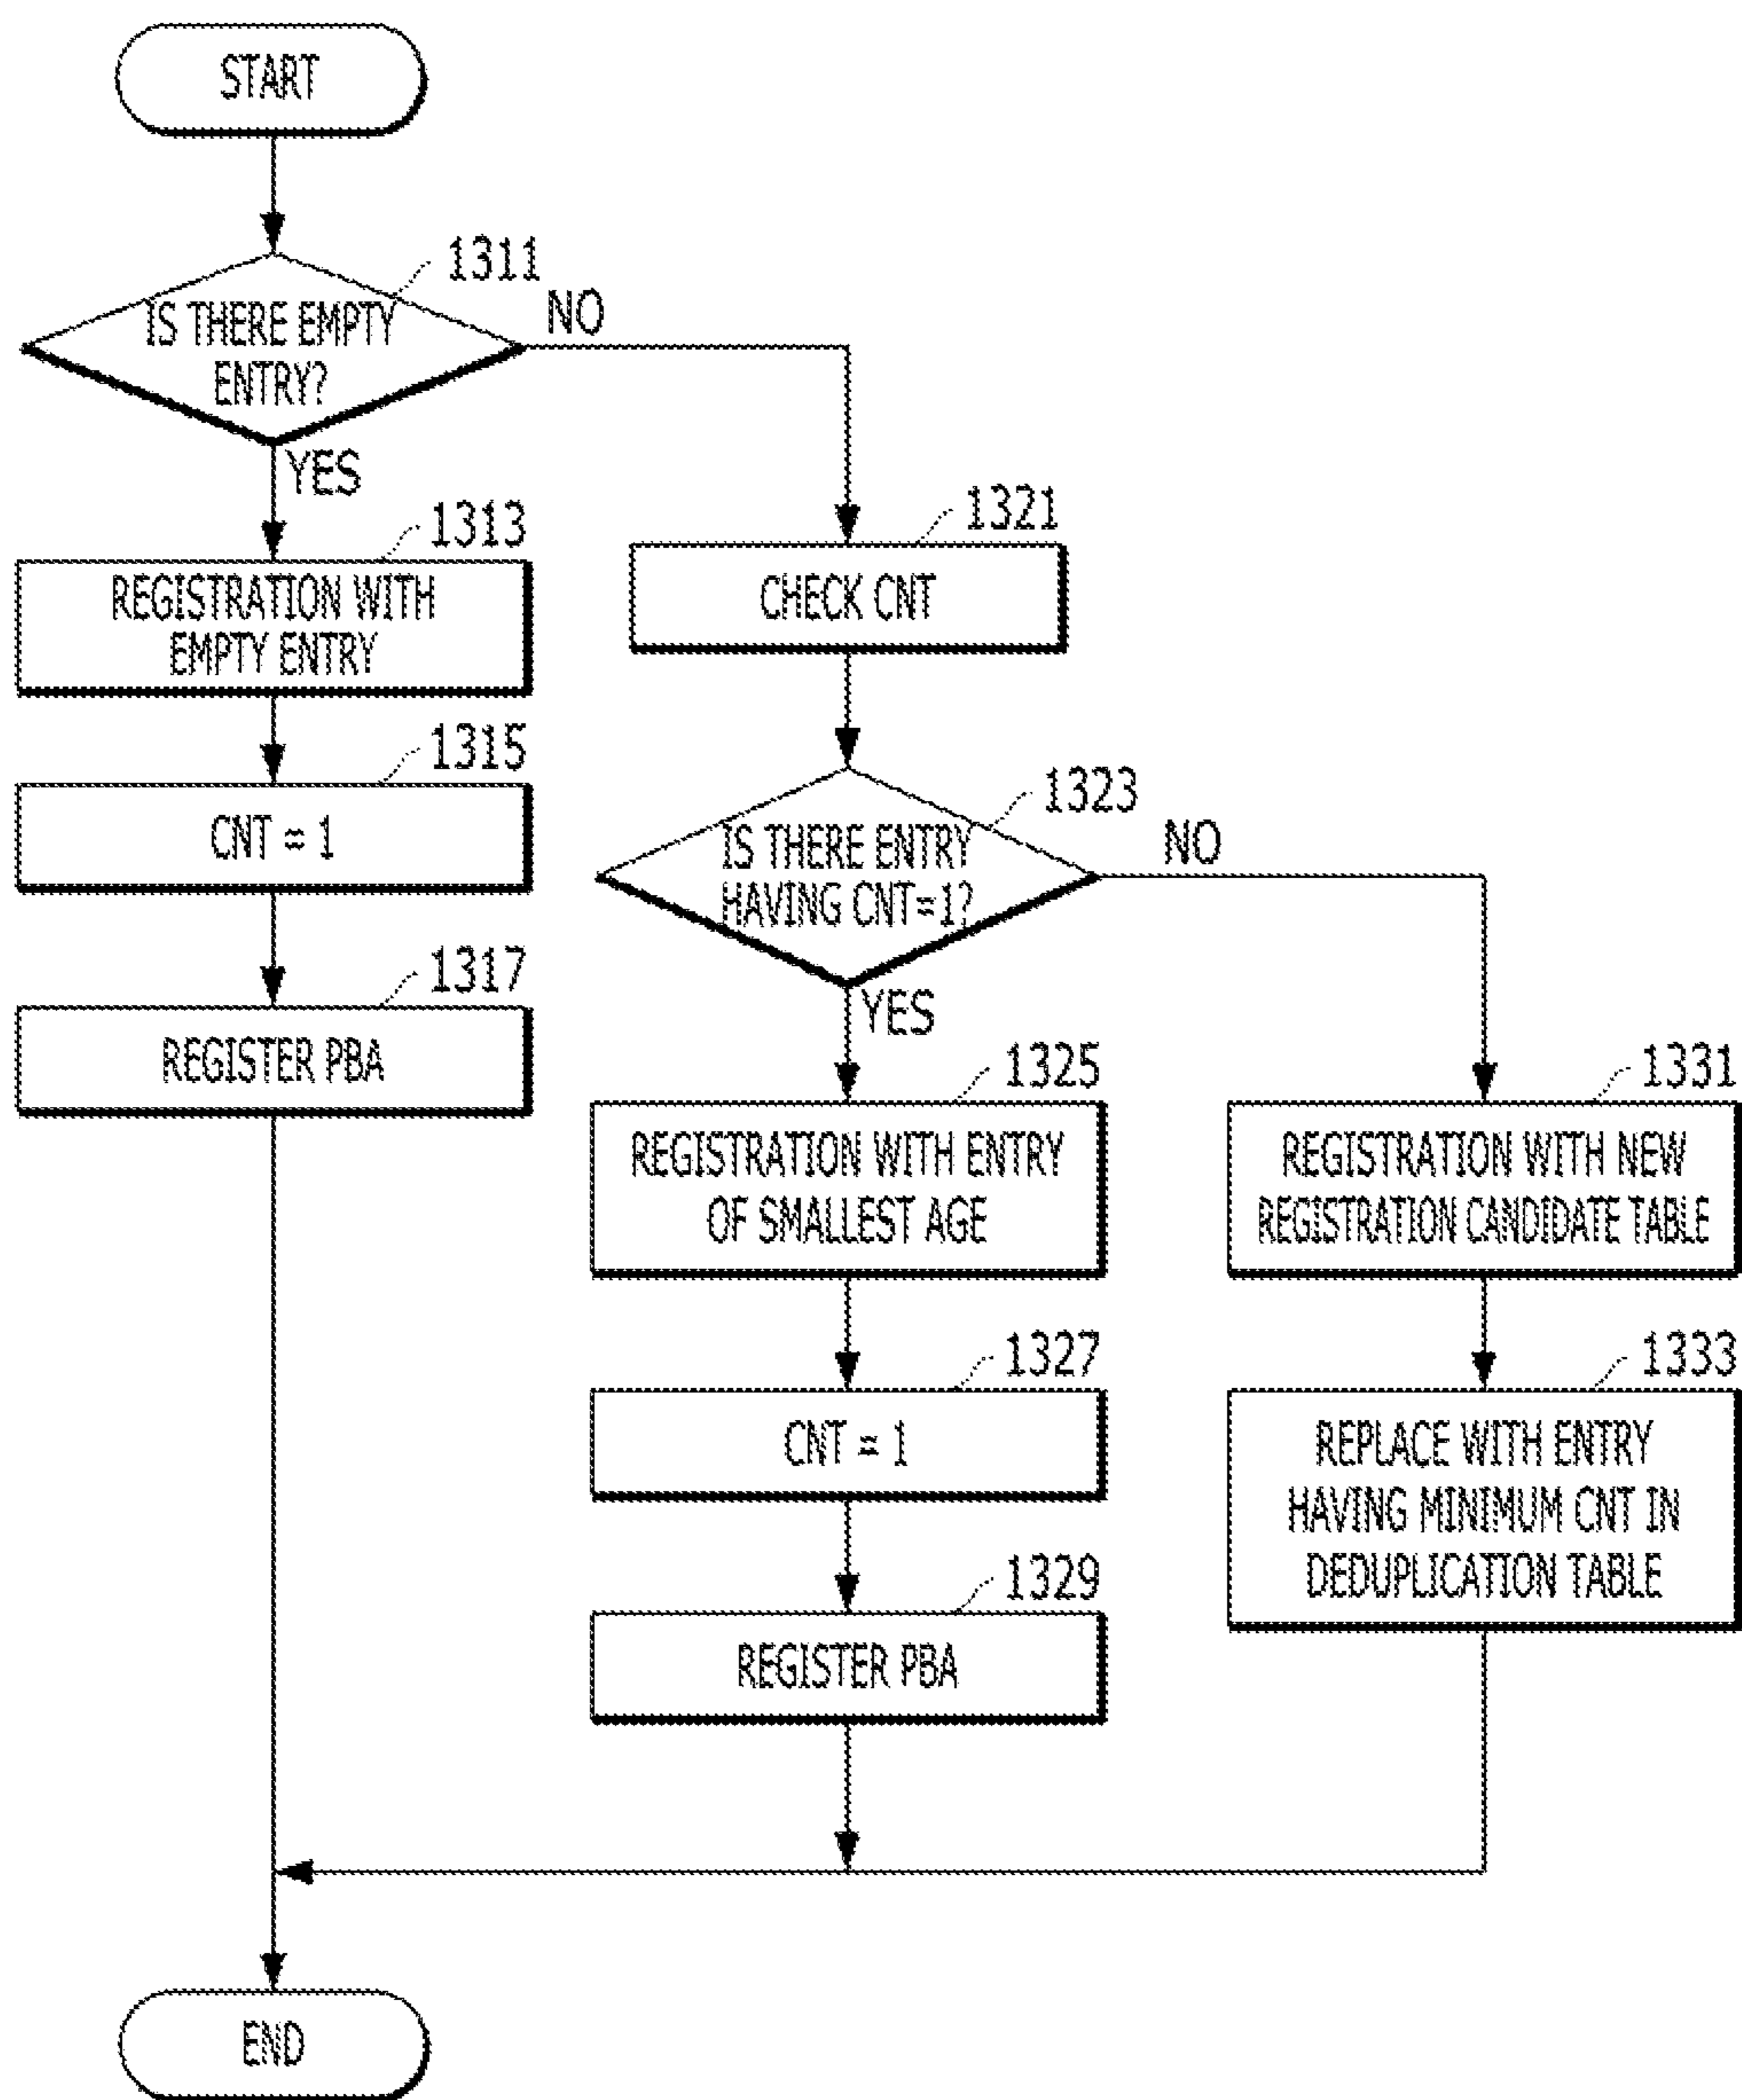 START
1311
IS THERE EMPTY
ENTRY?
NO
YES
1313
REGISTRATION WITH
EMPTY ENTRY
1315
CNT = 1
1317
REGISTER PBA
1321
CHECK CNT
1323
IS THERE ENTRY
HAVING CNT=1?
NO
YES
1325
REGISTRATION WITH ENTRY
OF SMALLEST AGE
1327
CNT = 1
1329
REGISTER PBA
1331
REGISTRATION WITH NEW
REGISTRATION CANDIDATE TABLE
1333
REPLACE WITH ENTRY
HAVING MINIMUM CNT IN
DEDUPLICATION TABLE
END